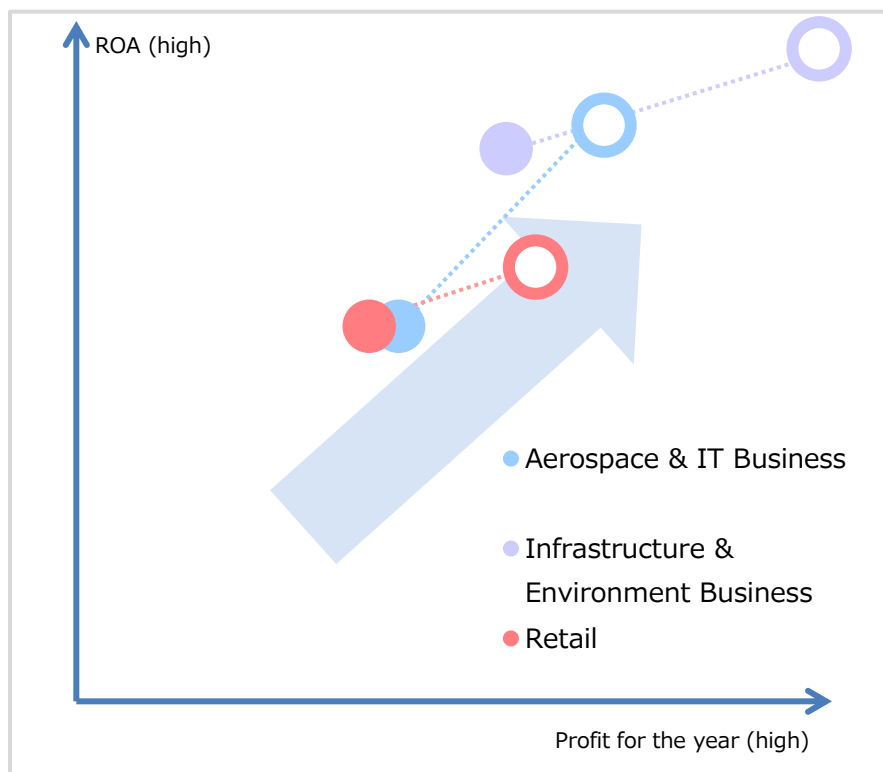 ROA (high)
Aerospace & IT Business
Infrastructure &
Environment Business
Retail
Profit for the year (high)